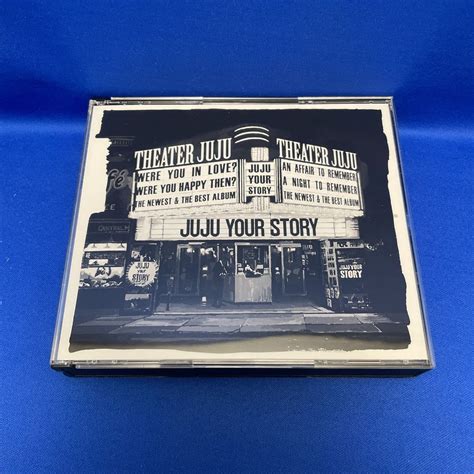 THEATER JUJU
WERE YOU IN LOVE?
WERE YOU HAPPY THEN?
THE NEWEST & THE BEST ALBUM
JUJU
YOUR
STORY
THEATER JUJU
AN AFFAIR TO REMEMBER
A NIGHT TO REMEMBER
THE NEWEST & THE BEST ALBUM
JUJU YOUR STORY
JUJU
YOUR
STORY
JUJU
YOUR
STORY